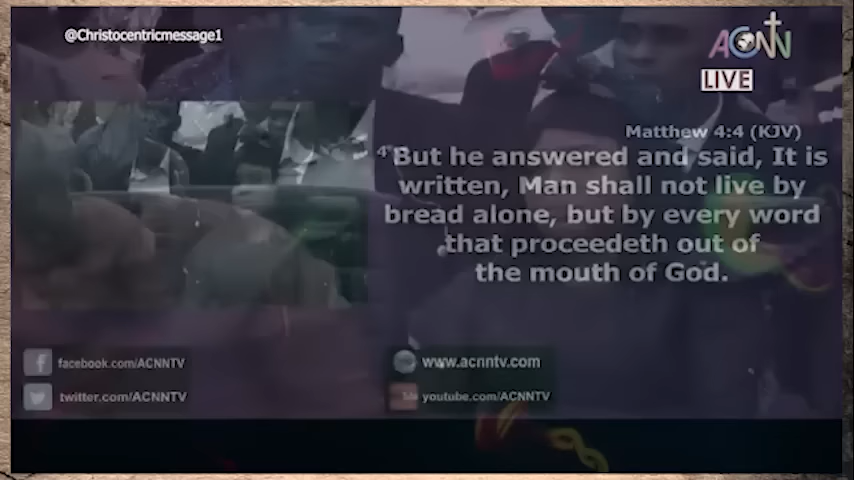 @Christocentricmessage1
ACNN
LIVE
Matthew 4:4 (KJV)
4 But he answered and said, It is
written, Man shall not live by
bread alone, but by every word
that proceedeth out of
the mouth of God.
facebook.com/ACNNTV
www.acnntv.com
twitter.com/ACNNTV
youtube.com/ACNNTV